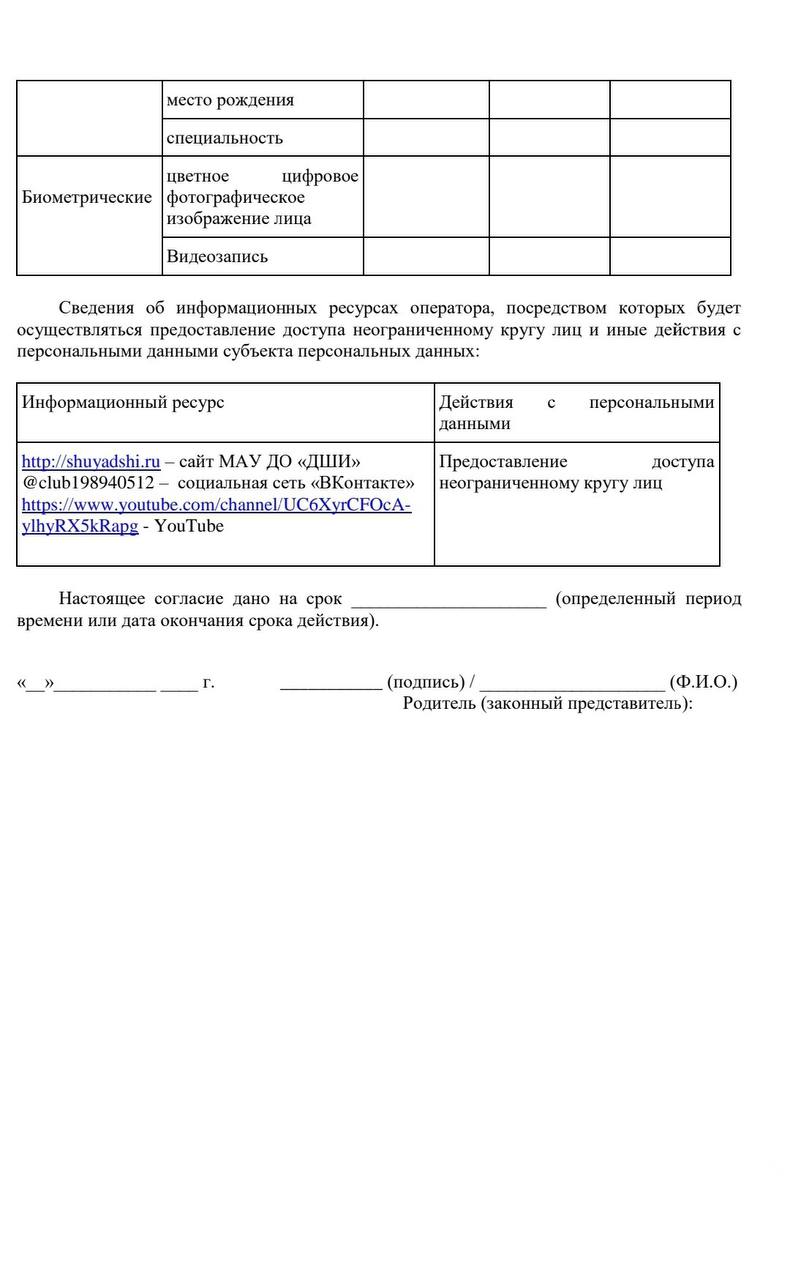 место рождения
специальность
Биометрические
цветное цифровое
фотографическое
изображение лица
Видеозапись
Сведения об информационных ресурсах оператора, посредством которых будет
осуществляться предоставление доступа неограниченному кругу лиц и иные действия с
персональными данными субъекта персональных данных:
Информационный ресурс
Действия с персональными
данными
http://shuyadshi.ru – сайт МАУ ДО «ДШИ»
@club198940512 – социальная сеть «ВКонтакте»
https://www.youtube.com/channel/UC6XyrCFOcA-
ylhyRX5kRapg - YouTube
Предоставление доступа
неограниченному кругу лиц
Настоящее согласие дано на срок _____________________ (определенный период
времени или дата окончания срока действия).
«__»___________ ____ г. ___________ (подпись) / ____________________ (Ф.И.О.)
Родитель (законный представитель):